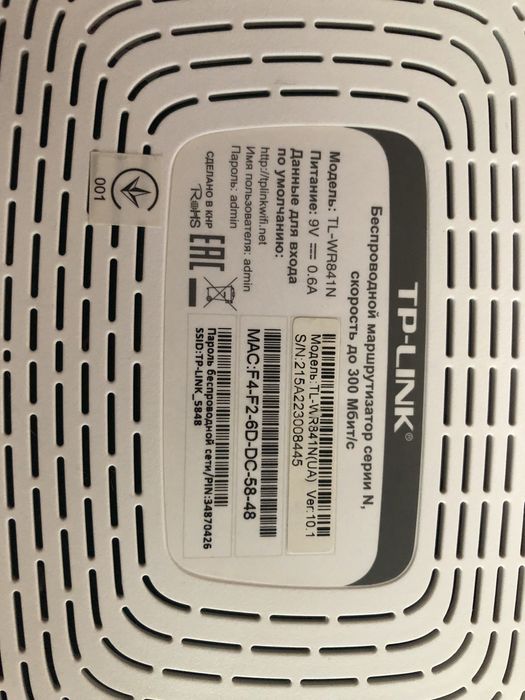 TP-LINK®
Беспроводной маршрутизатор серии N,
скорость до 300 Мбит/с
Модель: TL-WR841N
Питание: 9V ⎓ 0.6A
Данные для входа
по умолчанию:
http://tplinkwifi.net
Имя пользователя: admin
Пароль: admin
СДЕЛАНО В КНР
RoHS
EAC
Модель:TL-WR841N(UA) Ver:10.1
S/N:215A223008445
MAC:F4-F2-6D-DC-58-48
Пароль беспроводной сети/PIN:34870426
SSID:TP-LINK_5848
001